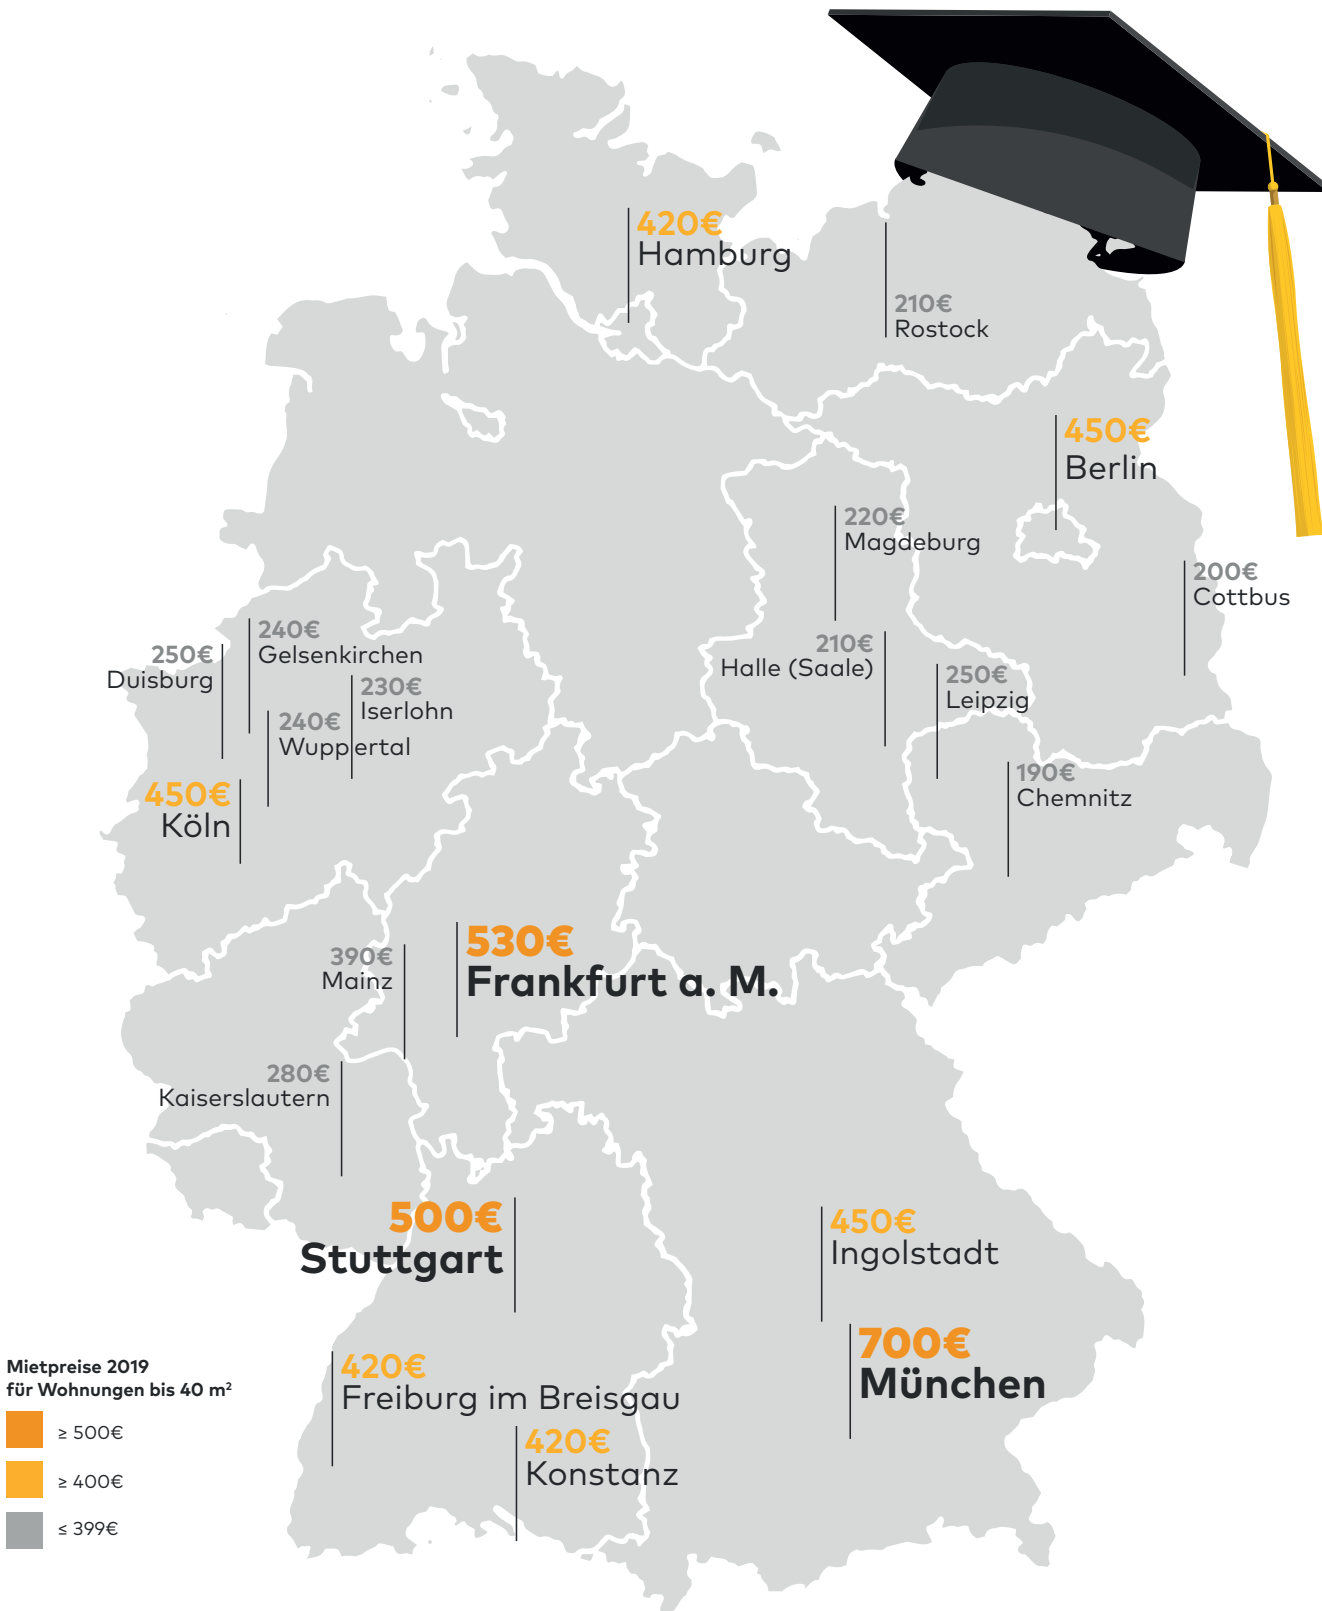 420€
Hamburg
210€
Rostock
450€
Berlin
220€
Magdeburg
200€
Cottbus
240€
Gelsenkirchen
250€
Duisburg
210€
Halle (Saale)
250€
Leipzig
230€
Iserlohn
240€
Wuppertal
190€
Chemnitz
450€
Köln
530€
Frankfurt a. M.
390€
Mainz
280€
Kaiserslautern
500€
Stuttgart
450€
Ingolstadt
700€
München
420€
Freiburg im Breisgau
420€
Konstanz
Mietpreise 2019
für Wohnungen bis 40 m²
≥ 500€
≥ 400€
≤ 399€